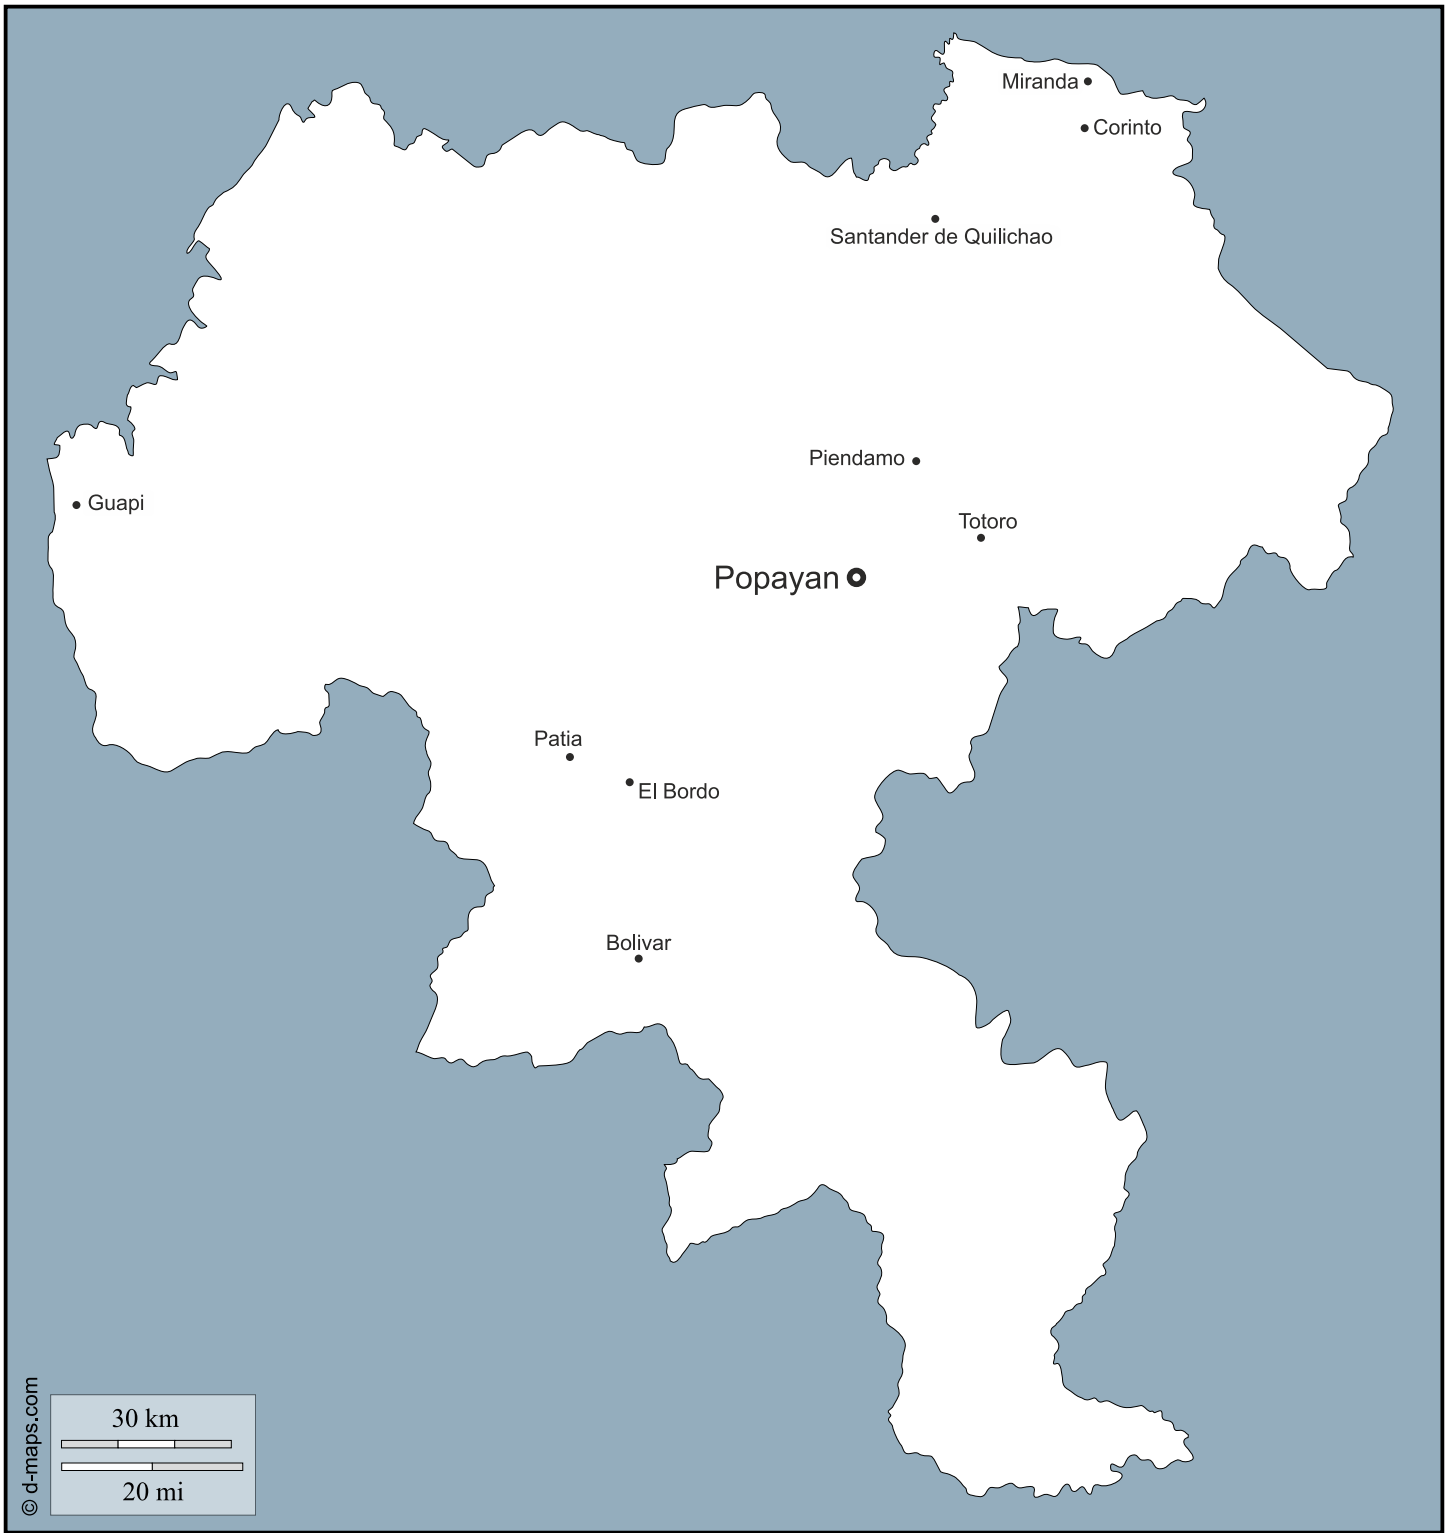 Miranda
Corinto
Santander de Quilichao
Piendamo
Guapi
Totoro
Popayan
Patia
El Bordo
Bolivar
30 km
20 mi
© d-maps.com